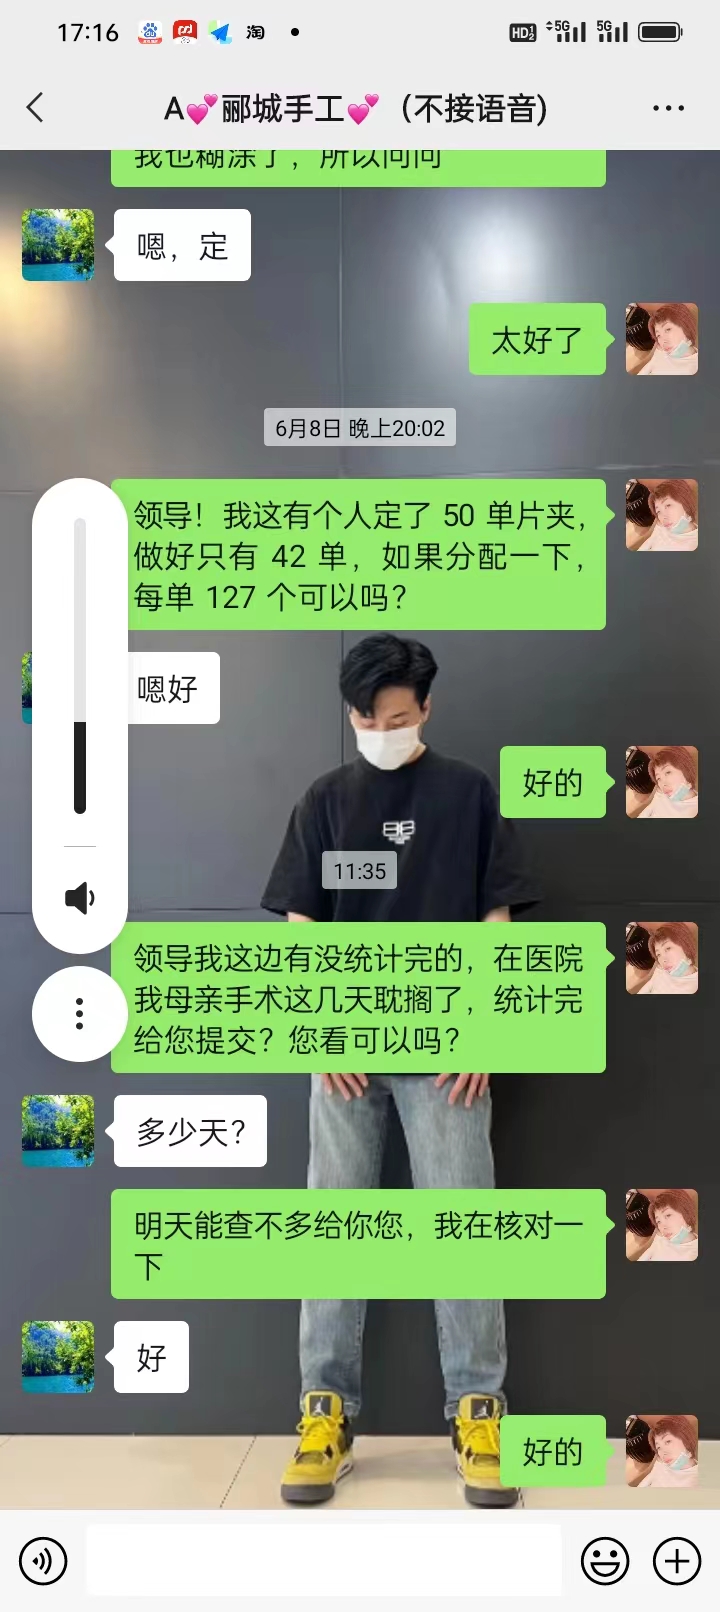 17:16
淘
HD
5G
5G
A💕郦城手工💕（不接语音)
我也糊涂了，所以问问
嗯，定
太好了
6月8日 晚上20:02
领导！我这有个人定了 50 单片夹，
做好只有 42 单，如果分配一下，
每单 127 个可以吗？
嗯好
好的
11:35
领导我这边有没统计完的，在医院
我母亲手术这几天耽搁了，统计完
给您提交？您看可以吗？
多少天？
明天能查不多给你您，我在核对一
下
好
好的